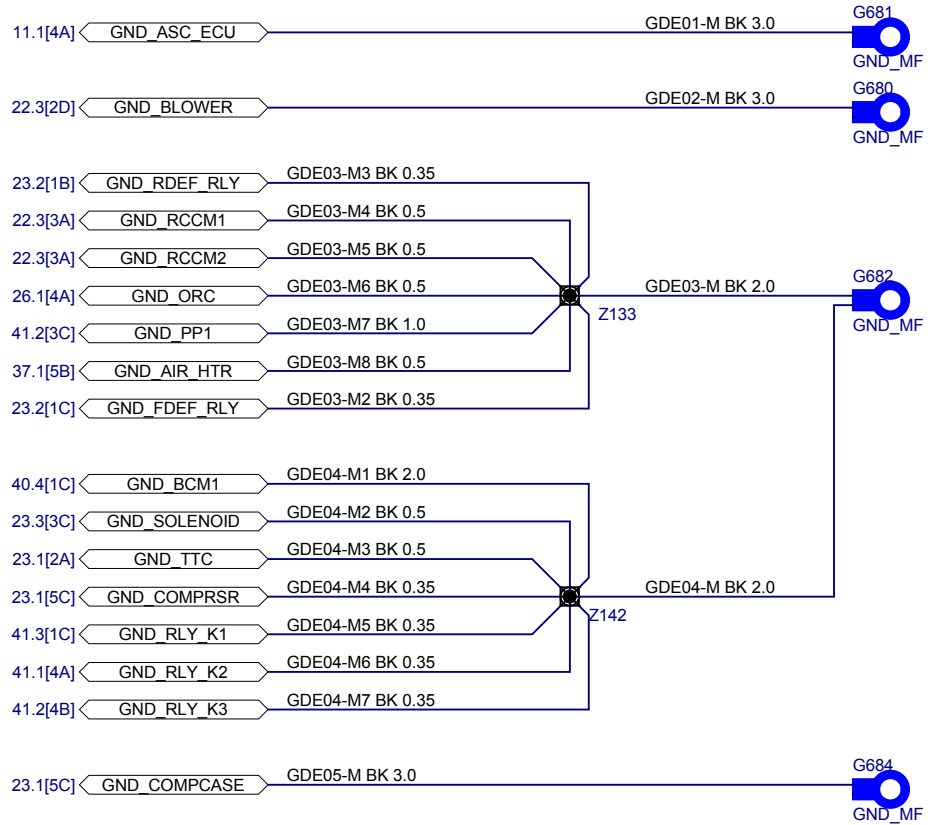 G681
11.1[4A] GND_ASC_ECU GDE01-M BK 3.0
GND_MF
G680
22.3[2D] GND_BLOWER GDE02-M BK 3.0
GND_MF
23.2[1B] GND_RDEF_RLY GDE03-M3 BK 0.35
22.3[3A] GND_RCCM1 GDE03-M4 BK 0.5
22.3[3A] GND_RCCM2 GDE03-M5 BK 0.5
G682
26.1[4A] GND_ORC GDE03-M6 BK 0.5 GDE03-M BK 2.0
Z133
GND_MF
41.2[3C] GND_PP1 GDE03-M7 BK 1.0
37.1[5B] GND_AIR_HTR GDE03-M8 BK 0.5
23.2[1C] GND_FDEF_RLY GDE03-M2 BK 0.35
40.4[1C] GND_BCM1 GDE04-M1 BK 2.0
23.3[3C] GND_SOLENOID GDE04-M2 BK 0.5
23.1[2A] GND_TTC GDE04-M3 BK 0.5
23.1[5C] GND_COMPRSR GDE04-M4 BK 0.35 GDE04-M BK 2.0
Z142
41.3[1C] GND_RLY_K1 GDE04-M5 BK 0.35
41.1[4A] GND_RLY_K2 GDE04-M6 BK 0.35
41.2[4B] GND_RLY_K3 GDE04-M7 BK 0.35
G684
23.1[5C] GND_COMPCASE GDE05-M BK 3.0
GND_MF